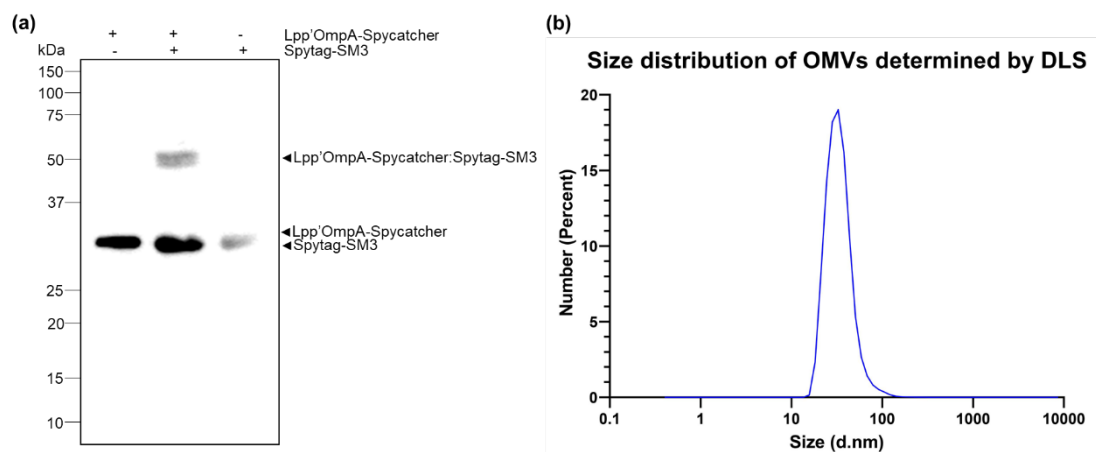 (a)
+ + - Lpp'OmpA-Spycatcher
kDa - + + Spytag-SM3
150
100
75
50 ◄Lpp'OmpA-Spycatcher:Spytag-SM3
37
◄Lpp'OmpA-Spycatcher
◄Spytag-SM3
25
20
15
10
(b)
Size distribution of OMVs determined by DLS
Number (Percent)
20
15
10
5
0
0.1 1 10 100 1000 10000
Size (d.nm)